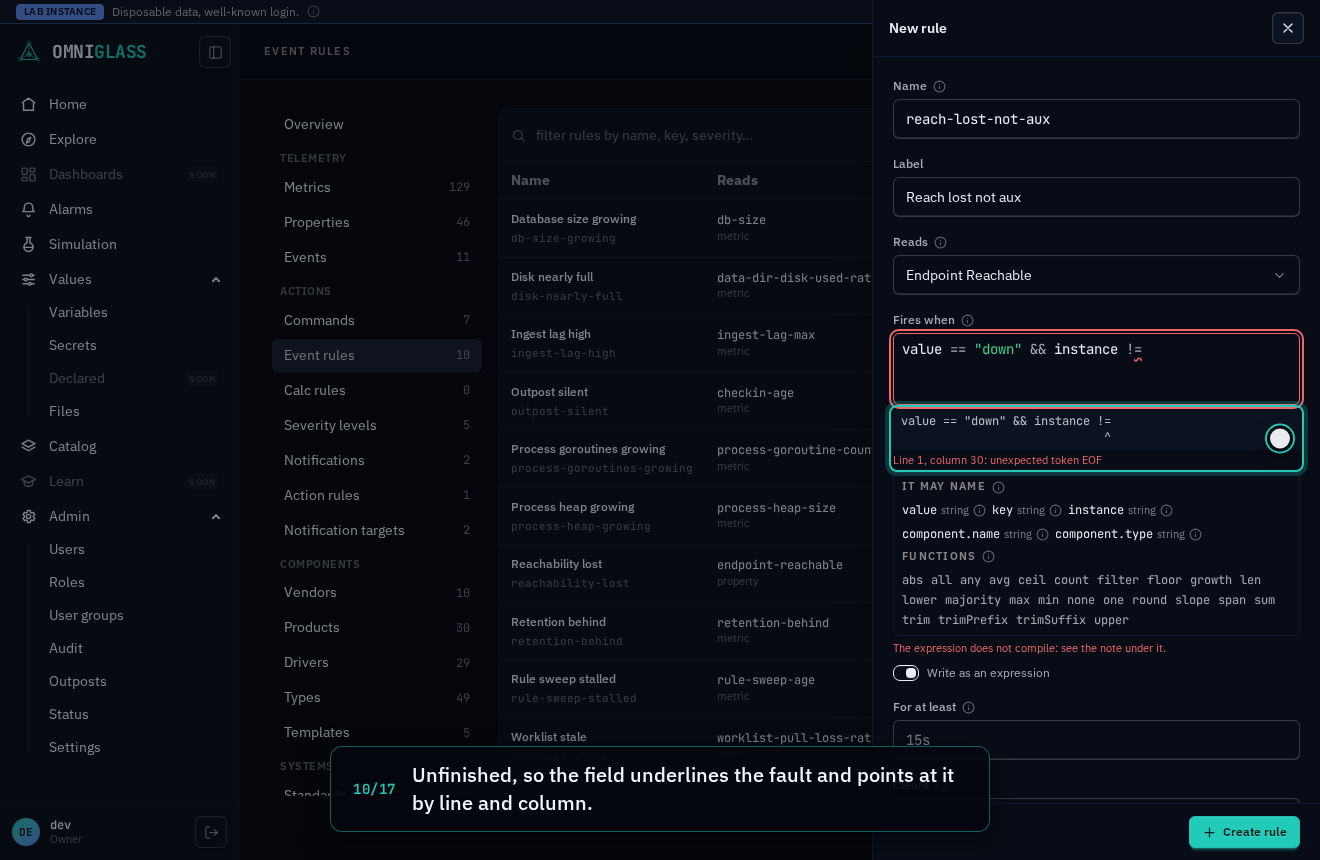 LAB INSTANCE Disposable data, well-known login.
OMNIGLASS
Home
Explore
Dashboards SOON
Alarms
Simulation
Values
Variables
Secrets
Declared SOON
Files
Catalog
Learn SOON
Admin
Users
Roles
User groups
Audit
Outposts
Status
Settings
DE dev
Owner
EVENT RULES
Overview
TELEMETRY
Metrics 129
Properties 46
Events 11
ACTIONS
Commands 7
Event rules 10
Calc rules 0
Severity levels 5
Notifications 2
Action rules 1
Notification targets 2
COMPONENTS
Vendors 10
Products 30
Drivers 29
Types 49
Templates 5
SYSTEMS
filter rules by name, key, severity...
Name Reads
Database size growing db-size
db-size-growing metric
Disk nearly full data-dir-disk-used-rat
disk-nearly-full metric
Ingest lag high ingest-lag-max
ingest-lag-high metric
Outpost silent checkin-age
outpost-silent metric
Process goroutines growing process-goroutine-coun
process-goroutines-growing metric
Process heap growing process-heap-size
process-heap-growing metric
Reachability lost endpoint-reachable
reachability-lost property
Retention behind retention-behind
retention-behind metric
Rule sweep stalled rule-sweep-age
rule-sweep-stalled metric
Worklist stale worklist-pull-loss-rat
New rule
Name
reach-lost-not-aux
Label
Reach lost not aux
Reads
Endpoint Reachable
Fires when
value == "down" && instance !=
value == "down" && instance !=
^
Line 1, column 30: unexpected token EOF
IT MAY NAME
value string key string instance string
component.name string component.type string
FUNCTIONS
abs all any avg ceil count filter floor growth len
lower majority max min none one round slope span sum
trim trimPrefix trimSuffix upper
The expression does not compile: see the note under it.
Write as an expression
For at least
15s
Clears
Create rule
10/17 Unfinished, so the field underlines the fault and points at it
by line and column.